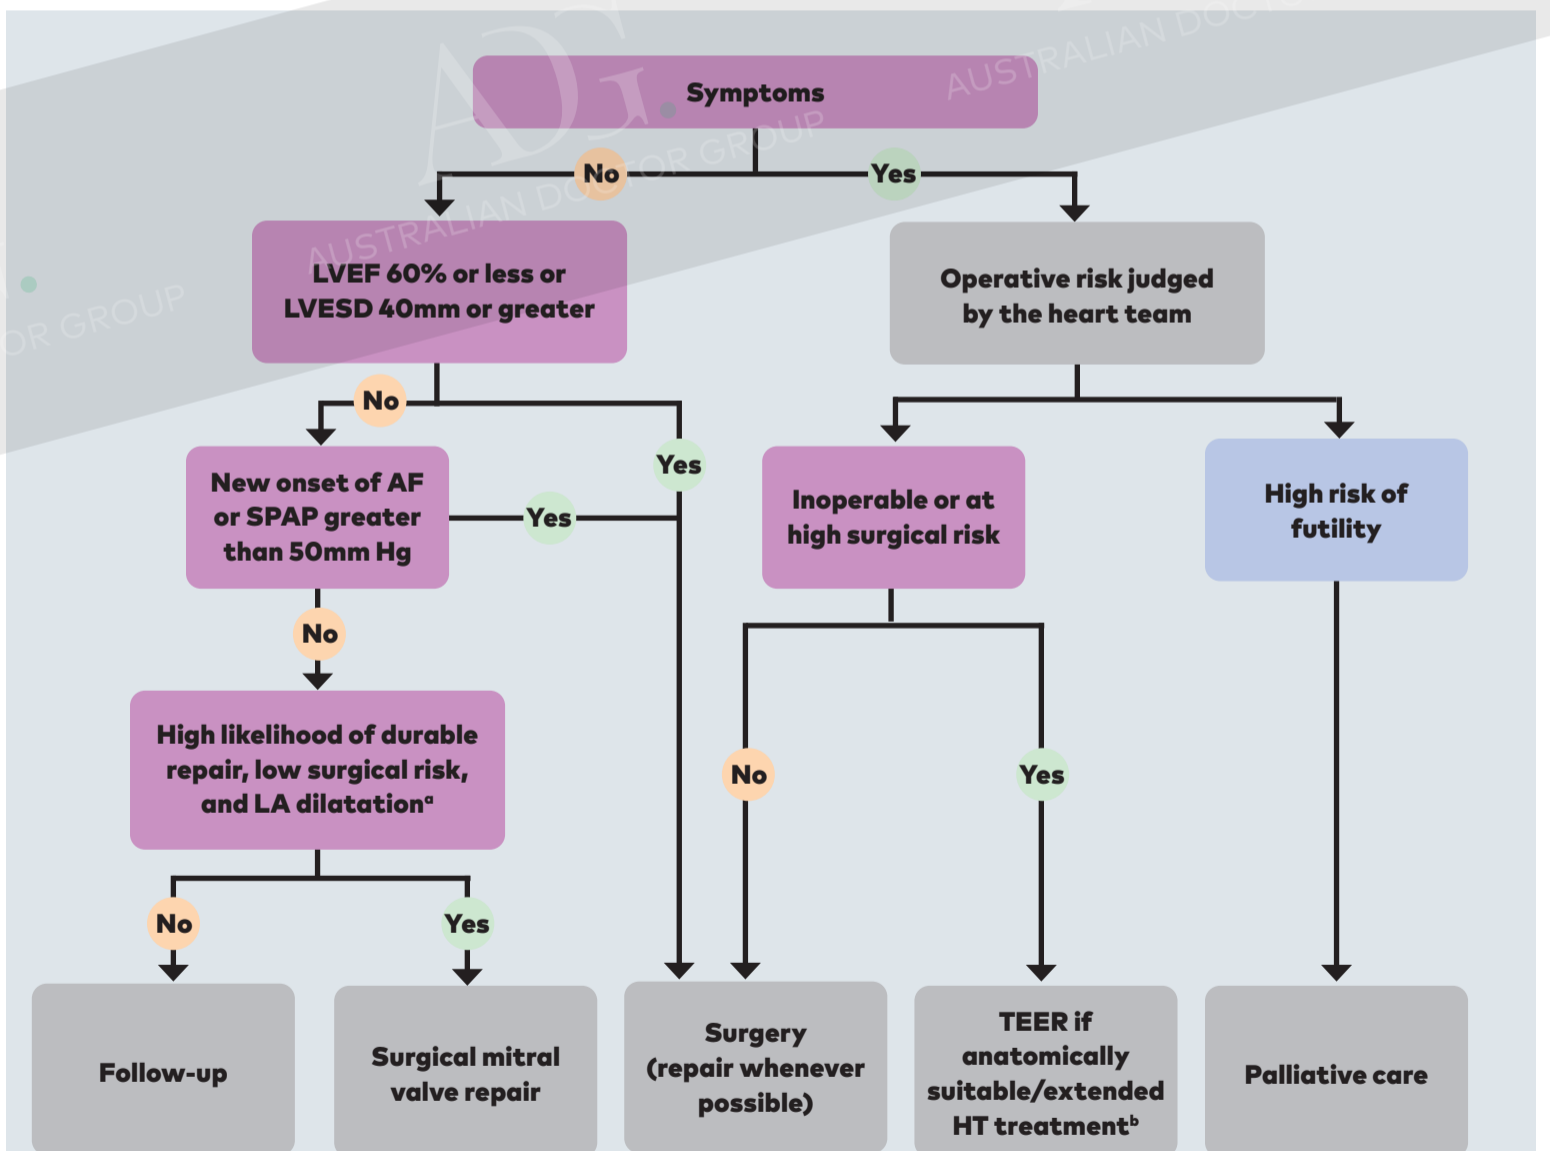 ADG.
AUSTRALIAN DOCTOR GROUP
AUSTRALIAN DOCTO
OR GROUP
Symptoms
No
Yes
LVEF 60% or less or
LVESD 40mm or greater
Operative risk judged
by the heart team
No
Yes
New onset of AF
or SPAP greater
than 50mm Hg
Yes
Inoperable or at
high surgical risk
High risk of
futility
No
High likelihood of durable
repair, low surgical risk,
and LA dilatationᵃ
No
Yes
No
Yes
Follow-up
Surgical mitral
valve repair
Surgery
(repair whenever
possible)
TEER if
anatomically
suitable/extended
HT treatmentᵇ
Palliative care